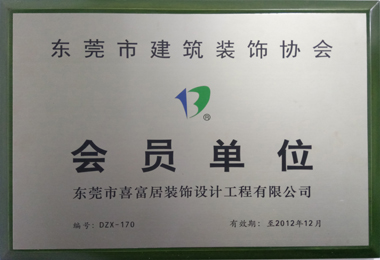 东莞市建筑装饰协会
®
会员单位
东莞市喜富居装饰设计工程有限公司
编号:DZX-170 有效期:至2012年12月